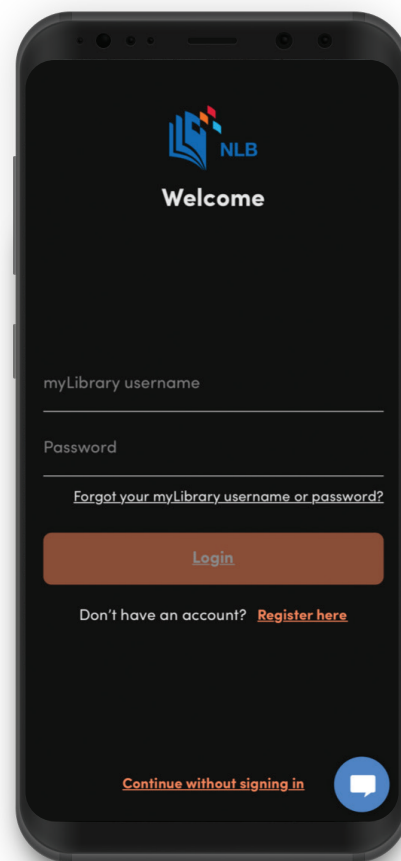 NLB
Welcome
myLibrary username
Password
Forgot your myLibrary username or password?
Login
Don't have an account? Register here
Continue without signing in